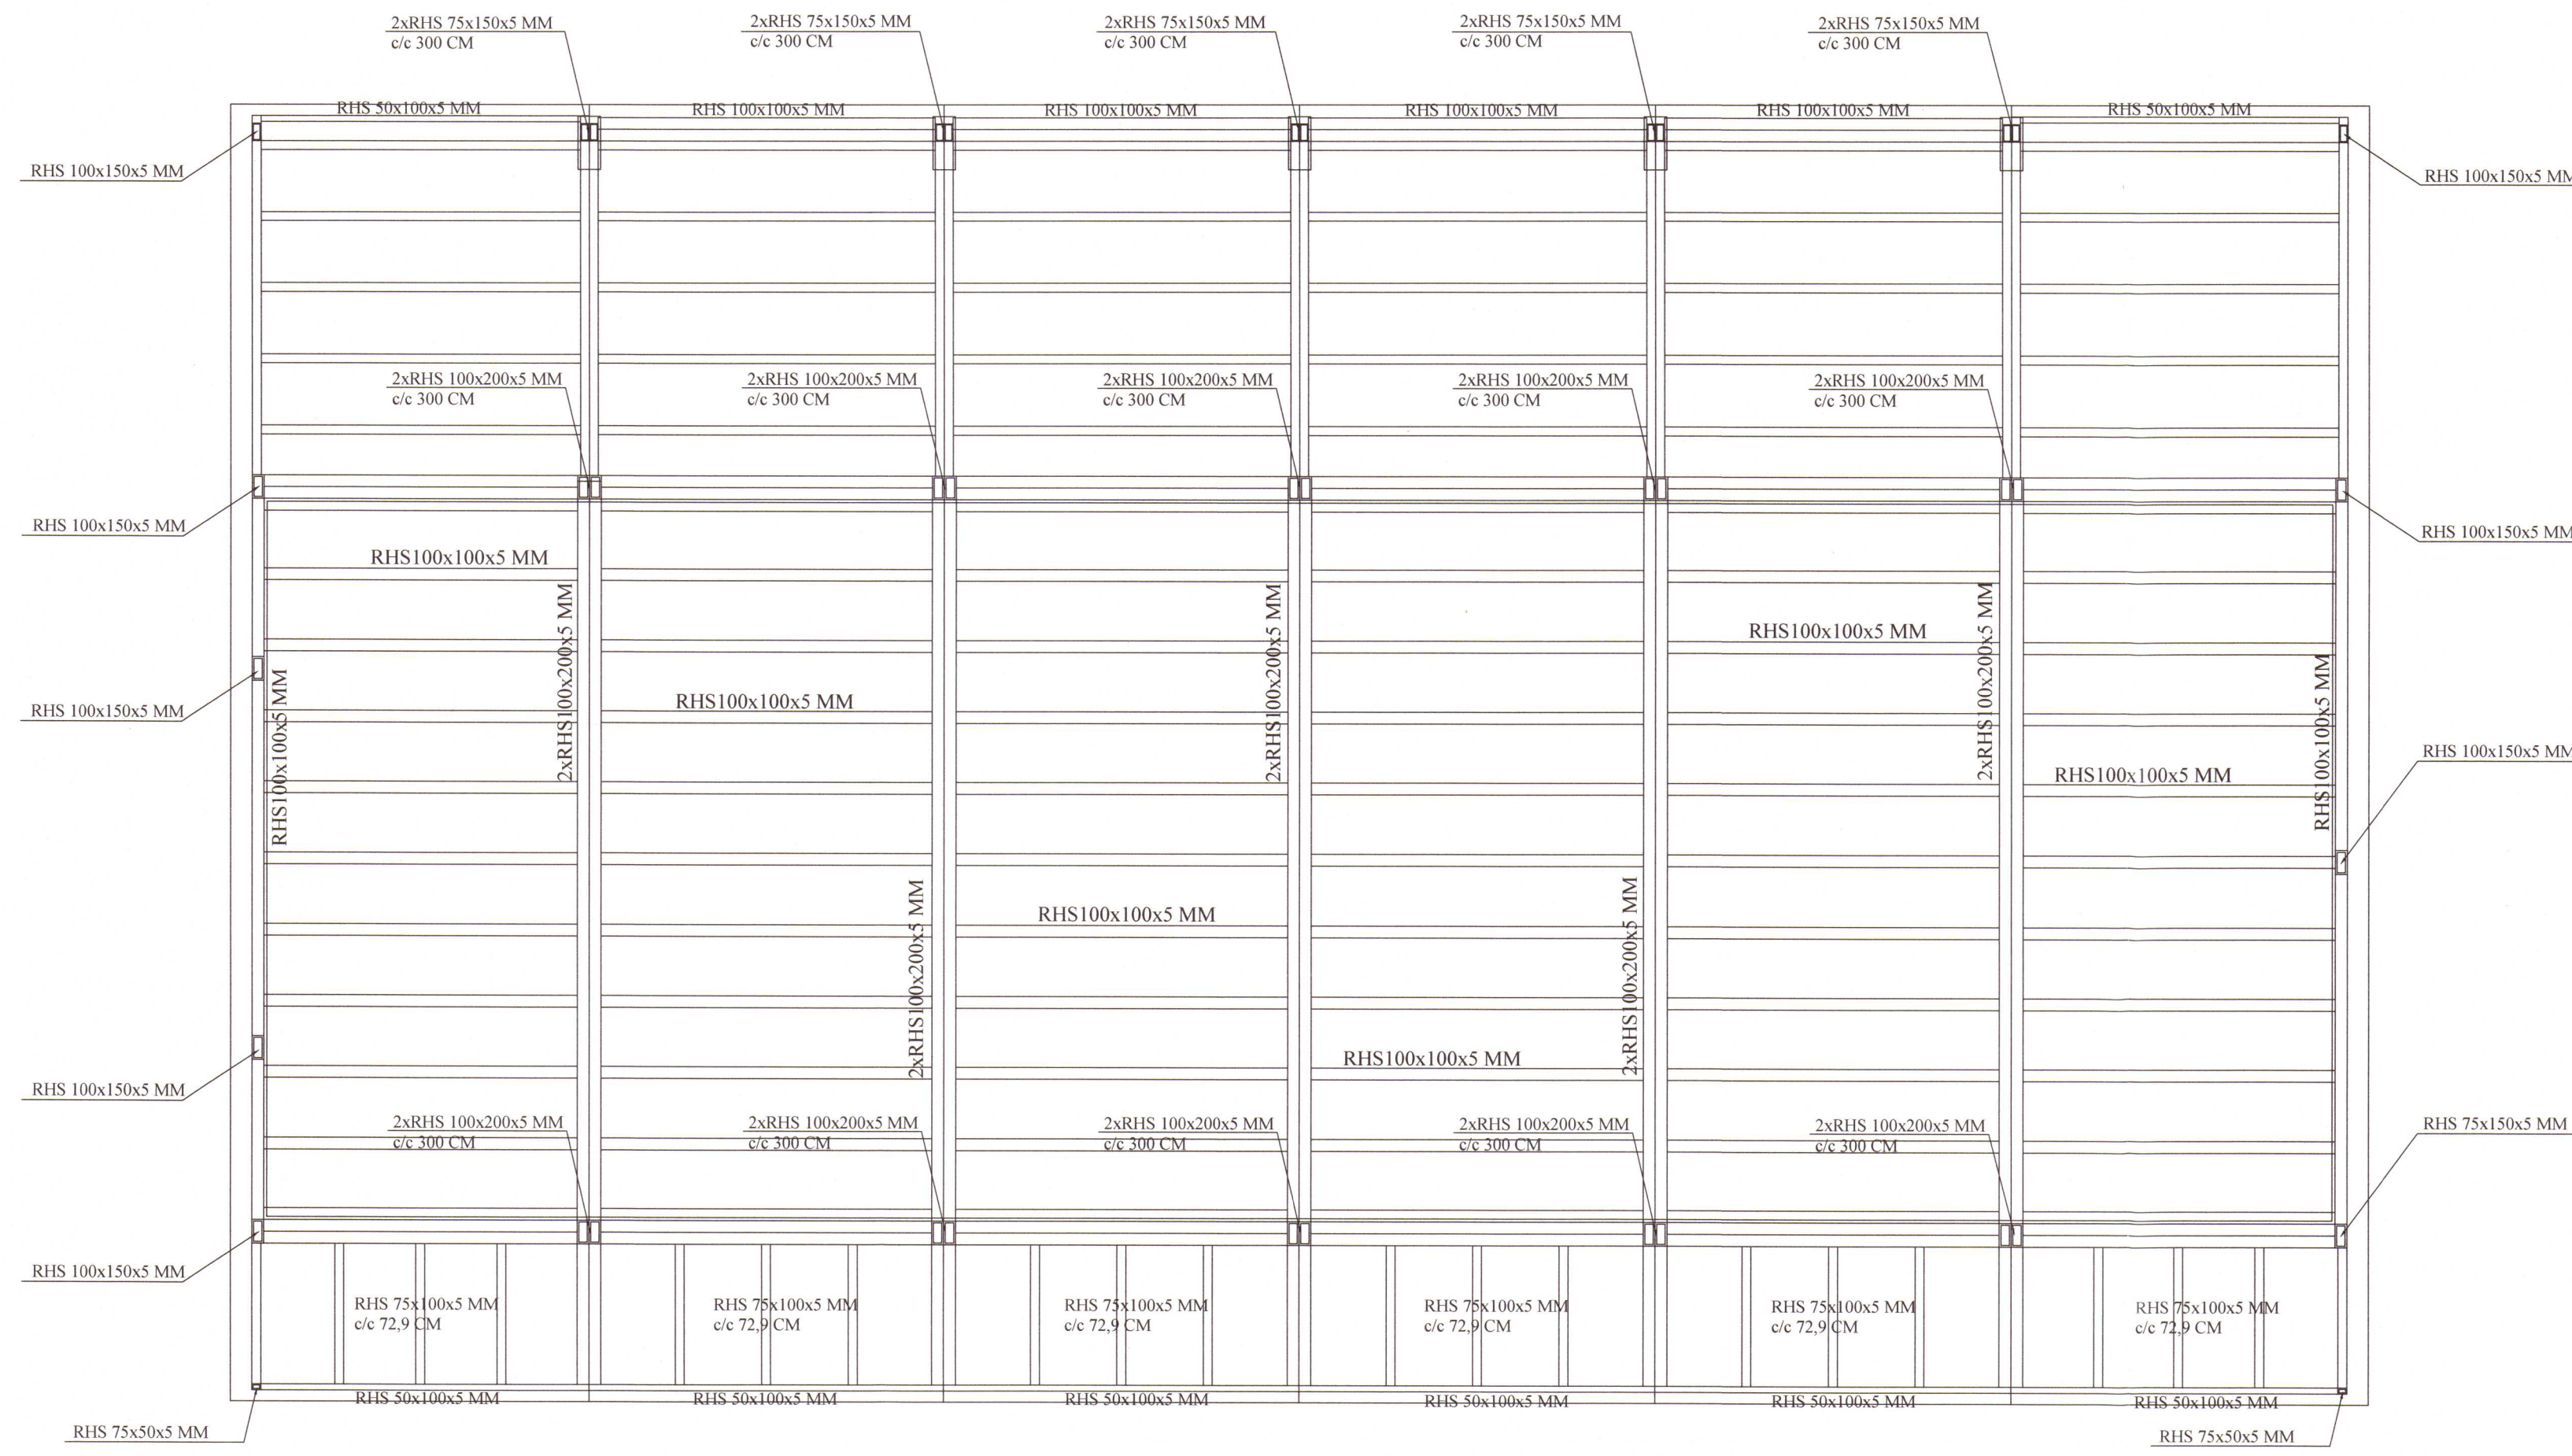 2xRHS 75x150x5 MM
c/c 300 CM
2xRHS 75x150x5 MM
c/c 300 CM
2xRHS 75x150x5 MM
c/c 300 CM
2xRHS 75x150x5 MM
c/c 300 CM
2xRHS 75x150x5 MM
c/c 300 CM
RHS 50x100x5 MM
RHS 100x100x5 MM
RHS 100x100x5 MM
RHS 100x100x5 MM
RHS 100x100x5 MM
RHS 50x100x5 MM
RHS 100x150x5 MM
RHS 100x150x5 MM
2xRHS 100x200x5 MM
c/c 300 CM
2xRHS 100x200x5 MM
c/c 300 CM
2xRHS 100x200x5 MM
c/c 300 CM
2xRHS 100x200x5 MM
c/c 300 CM
2xRHS 100x200x5 MM
c/c 300 CM
RHS 100x150x5 MM
RHS 100x150x5 MM
RHS100x100x5 MM
2xRHS100x200x5 MM
2xRHS100x200x5 MM
2xRHS100x200x5 MM
RHS100x100x5 MM
RHS100x100x5 MM
RHS100x100x5 MM
RHS100x100x5 MM
RHS 100x150x5 MM
RHS100x100x5 MM
RHS 100x150x5 MM
RHS100x100x5 MM
2xRHS100x200x5 MM
2xRHS100x200x5 MM
RHS100x100x5 MM
RHS100x100x5 MM
RHS 100x150x5 MM
2xRHS 100x200x5 MM
c/c 300 CM
2xRHS 100x200x5 MM
c/c 300 CM
2xRHS 100x200x5 MM
c/c 300 CM
2xRHS 100x200x5 MM
c/c 300 CM
2xRHS 100x200x5 MM
c/c 300 CM
RHS 75x150x5 MM
RHS 100x150x5 MM
RHS 75x100x5 MM
c/c 72,9 CM
RHS 75x100x5 MM
c/c 72,9 CM
RHS 75x100x5 MM
c/c 72,9 CM
RHS 75x100x5 MM
c/c 72,9 CM
RHS 75x100x5 MM
c/c 72,9 CM
RHS 75x100x5 MM
c/c 72,9 CM
RHS 50x100x5 MM
RHS 50x100x5 MM
RHS 50x100x5 MM
RHS 50x100x5 MM
RHS 50x100x5 MM
RHS 50x100x5 MM
RHS 75x50x5 MM
RHS 75x50x5 MM